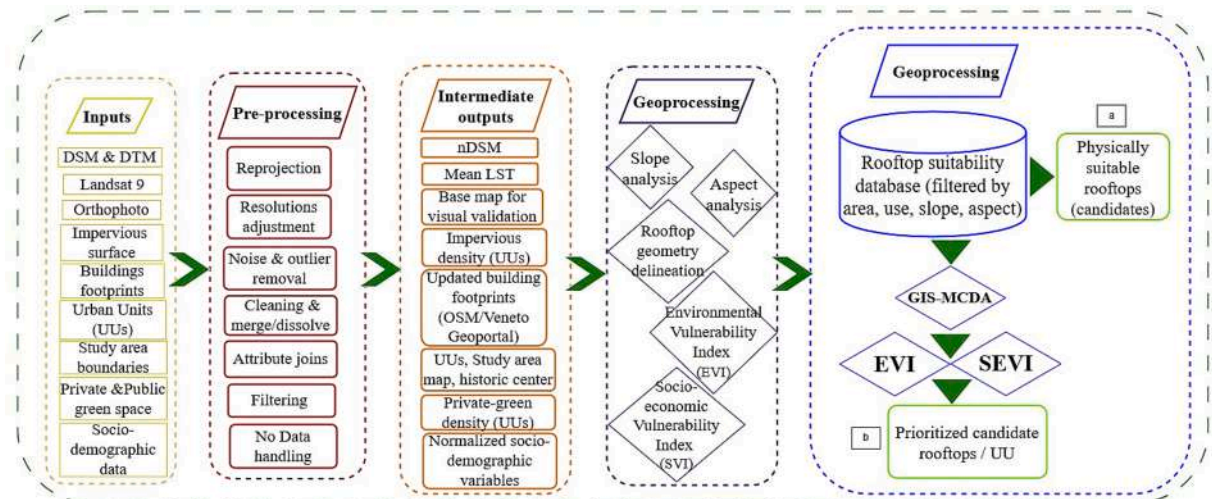 Inputs
DSM & DTM
Landsat 9
Orthophoto
Impervious
surface
Buildings
footprints
Urban Units
(UUs)
Study area
boundaries
Private &Public
green space
Socio-
demographic
data
Pre-processing
Reprojection
Resolutions
adjustment
Noise & outlier
removal
Cleaning &
merge/dissolve
Attribute joins
Filtering
No Data
handling
Intermediate
outputs
nDSM
Mean LST
Base map for
visual validation
Impervious
density (UUs)
Updated building
footprints
(OSM/Veneto
Geoportal)
UUs, Study area
map, historic center
Private-green
density (UUs)
Normalized socio-
demographic
variables
Geoprocessing
Slope
analysis
Aspect
analysis
Rooftop
geometry
delineation
Environmental
Vulnerability
Index
(EVI)
Socio-
economic
Vulnerability
Index
(SVI)
Geoprocessing
Rooftop suitability
database (filtered by
area, use, slope, aspect)
a
Physically
suitable
rooftops
(candidates)
GIS-MCDA
EVI
SEVI
b
Prioritized candidate
rooftops / UU